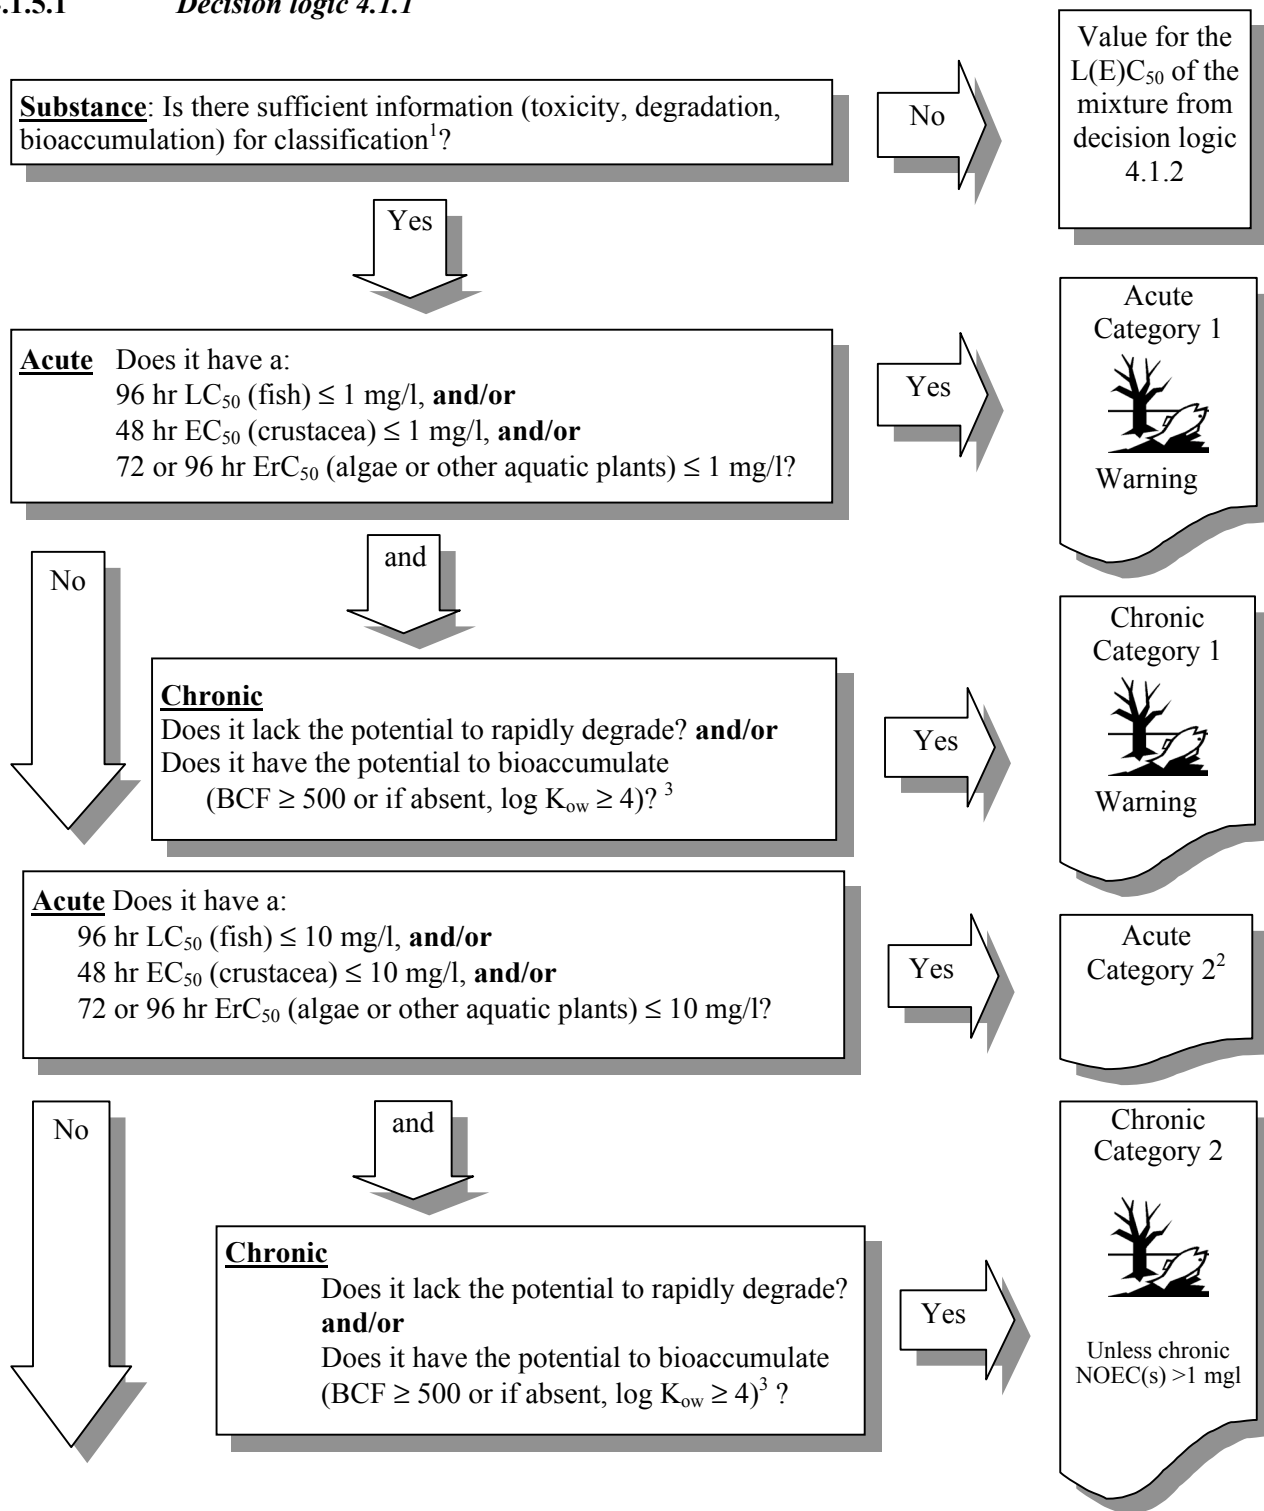 4.1.5.1 Decision logic 4.1.1
Substance: Is there sufficient information (toxicity, degradation,
bioaccumulation) for classification¹?
No
Value for the
L(E)C₅₀ of the
mixture from
decision logic
4.1.2
Yes
Acute Does it have a:
96 hr LC₅₀ (fish) ≤ 1 mg/l, and/or
48 hr EC₅₀ (crustacea) ≤ 1 mg/l, and/or
72 or 96 hr ErC₅₀ (algae or other aquatic plants) ≤ 1 mg/l?
Yes
Acute
Category 1
Warning
No
and
Chronic
Does it lack the potential to rapidly degrade? and/or
Does it have the potential to bioaccumulate
(BCF ≥ 500 or if absent, log Kow ≥ 4)? ³
Yes
Chronic
Category 1
Warning
Acute Does it have a:
96 hr LC₅₀ (fish) ≤ 10 mg/l, and/or
48 hr EC₅₀ (crustacea) ≤ 10 mg/l, and/or
72 or 96 hr ErC₅₀ (algae or other aquatic plants) ≤ 10 mg/l?
Yes
Acute
Category 2²
No
and
Chronic
Does it lack the potential to rapidly degrade?
and/or
Does it have the potential to bioaccumulate
(BCF ≥ 500 or if absent, log Kow ≥ 4)³ ?
Yes
Chronic
Category 2
Unless chronic
NOEC(s) >1 mgl